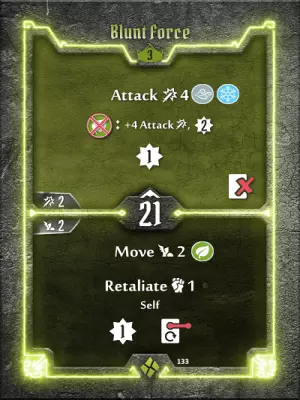 Blunt Force
3
Attack 4
: +4 Attack , 2
1
2
21
2
Move 2
Retaliate 1
Self
1
133